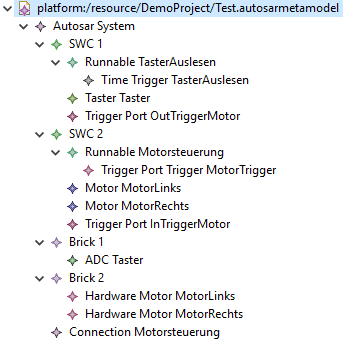 platform:/resource/DemoProject/Test.autosarmetamodel
Autosar System
SWC 1
Runnable TasterAuslesen
Time Trigger TasterAuslesen
Taster Taster
Trigger Port OutTriggerMotor
SWC 2
Runnable Motorsteuerung
Trigger Port Trigger MotorTrigger
Motor MotorLinks
Motor MotorRechts
Trigger Port InTriggerMotor
Brick 1
ADC Taster
Brick 2
Hardware Motor MotorLinks
Hardware Motor MotorRechts
Connection Motorsteuerung